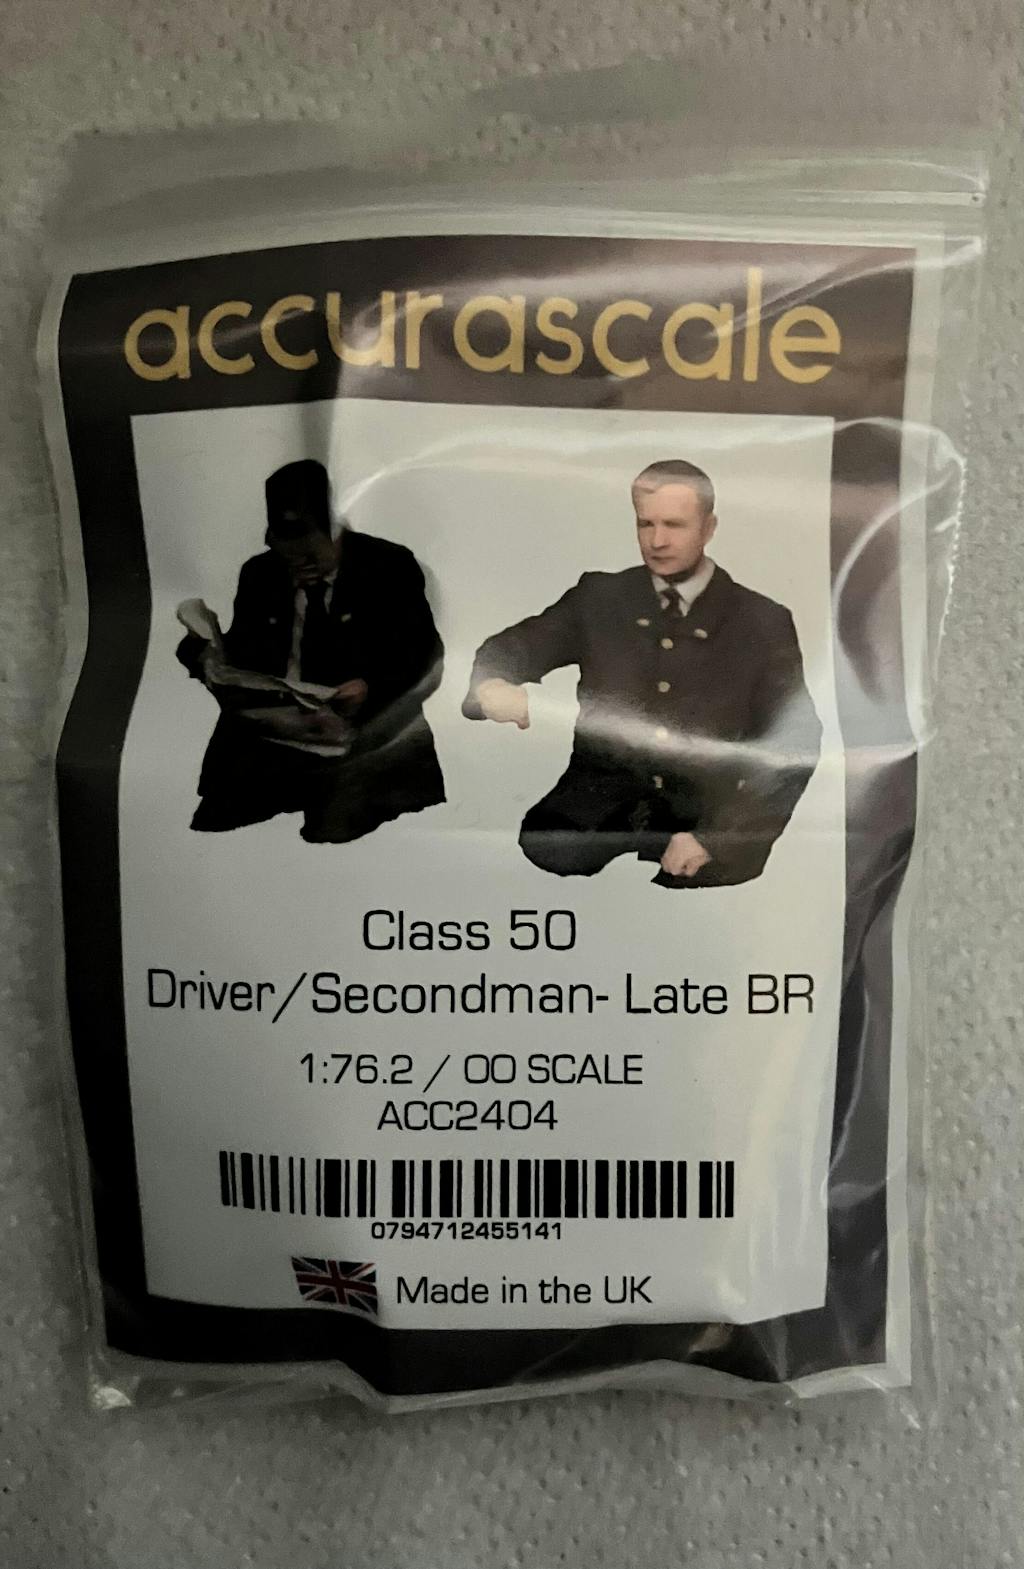 accurascale
Class 50
Driver/Secondman- Late BR
1:76.2 / OO SCALE
ACC2404
0794712455141
Made in the UK